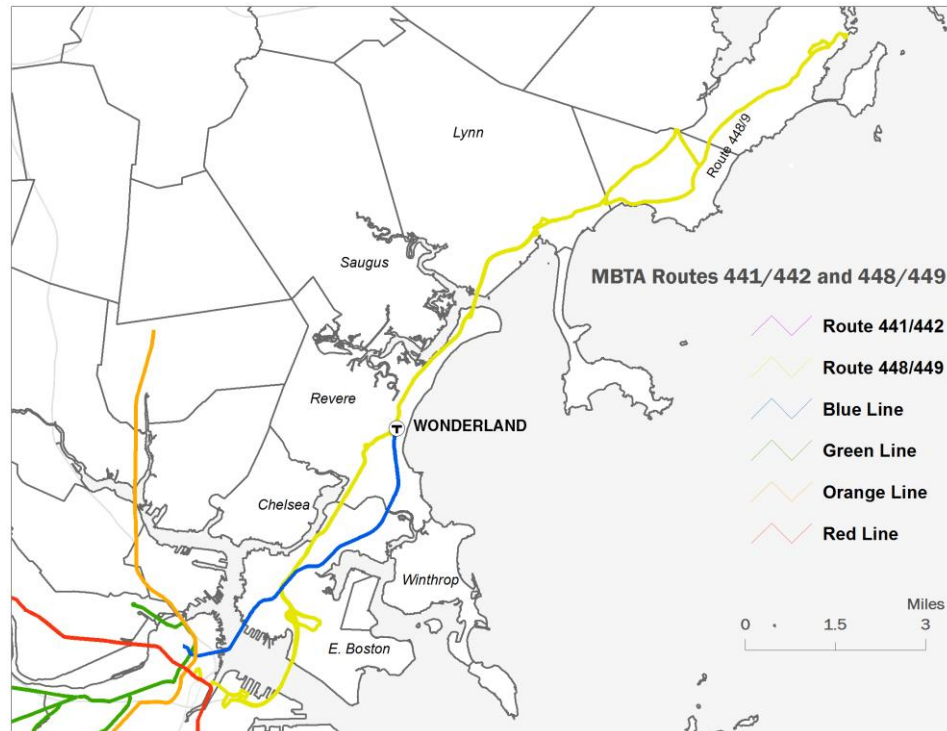 Lynn
Route 448/9
Saugus
MBTA Routes 441/442 and 448/449
Route 441/442
Route 448/449
Revere
T WONDERLAND
Blue Line
Green Line
Chelsea
Orange Line
Red Line
Winthrop
Miles
0 1.5 3
E. Boston